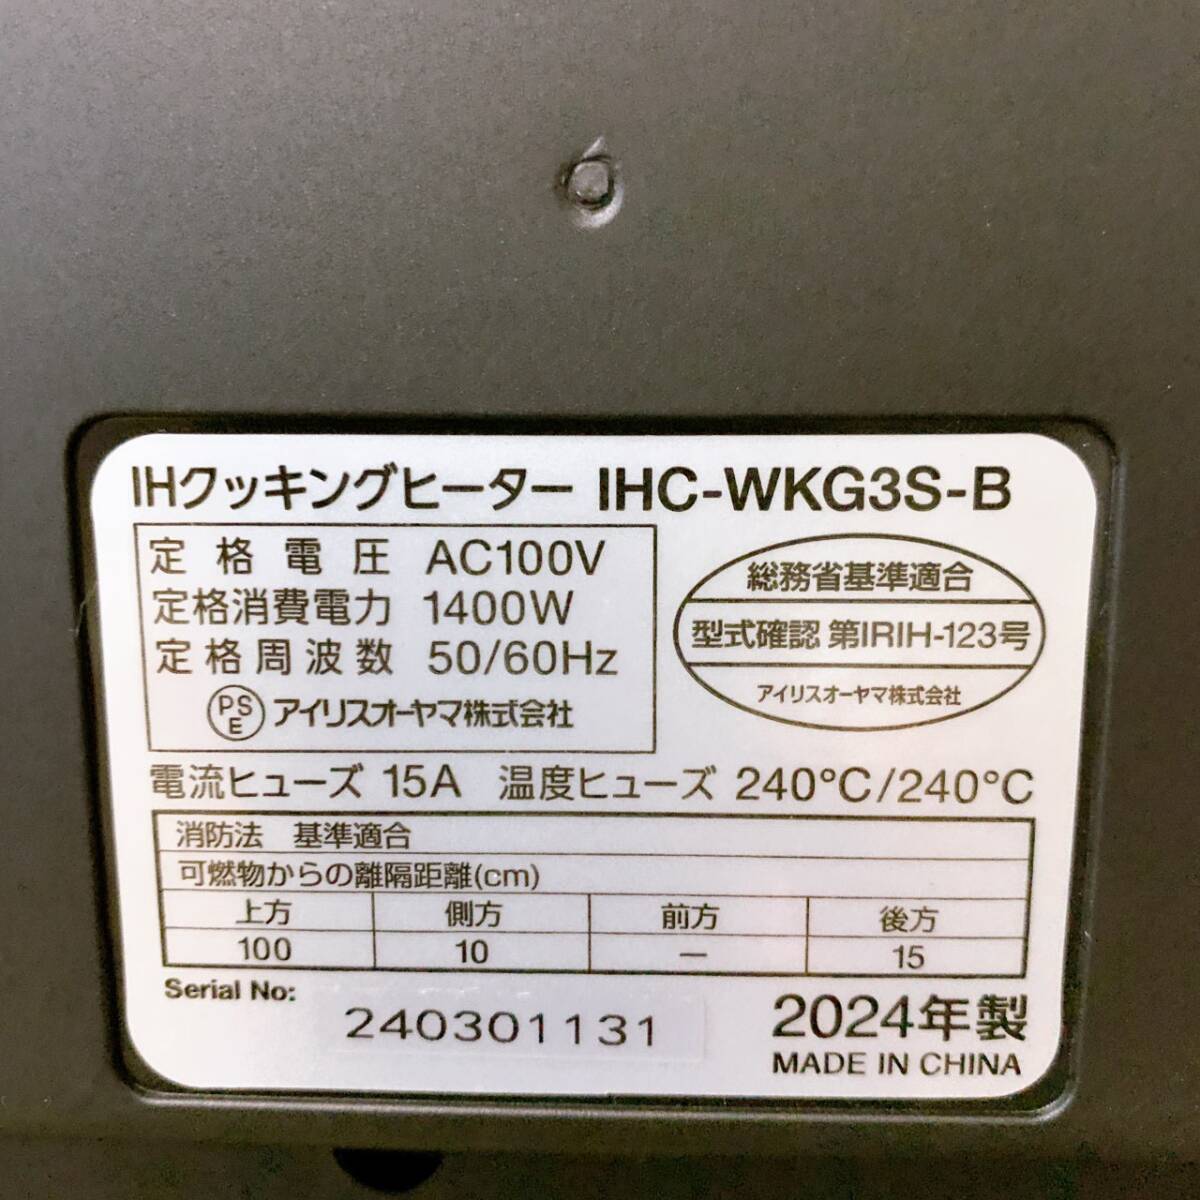 IHクッキングヒーター IHC-WKG3S-B
定格電圧 AC100V
定格消費電力 1400W
定格周波数 50/60Hz
PSE アイリスオーヤマ株式会社
総務省基準適合
型式確認 第IRIH-123号
アイリスオーヤマ株式会社
電流ヒューズ 15A 温度ヒューズ 240°C/240°C
消防法 基準適合
可燃物からの離隔距離(cm)
上方 側方 前方 後方
100 10 — 15
Serial No: 240301131
2024年製
MADE IN CHINA